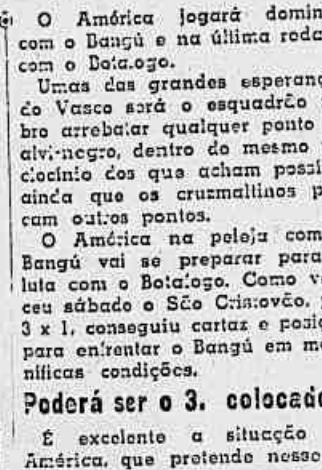 O América jogará domin
com o Bangú e na última roda
com o Botafogo.
Umas das grandes esperanç
do Vasco será o esquadrão
bro arrebatar qualquer ponto
alvi-negro, dentro do mesmo
ciocínio dos que acham possí
ainda que os cruzmaltinos p
cam outros pontos.
O América na peleja com
Bangú vai se preparar para
luta com o Botafogo. Como v
ceu sábado o São Cristovão,
3 x 1, conseguiu cartaz e posiç
para enfrentar o Bangú em m
nificas condições.
Poderá ser o 3. colocado
É excelente a situação
América, que pretende nesse